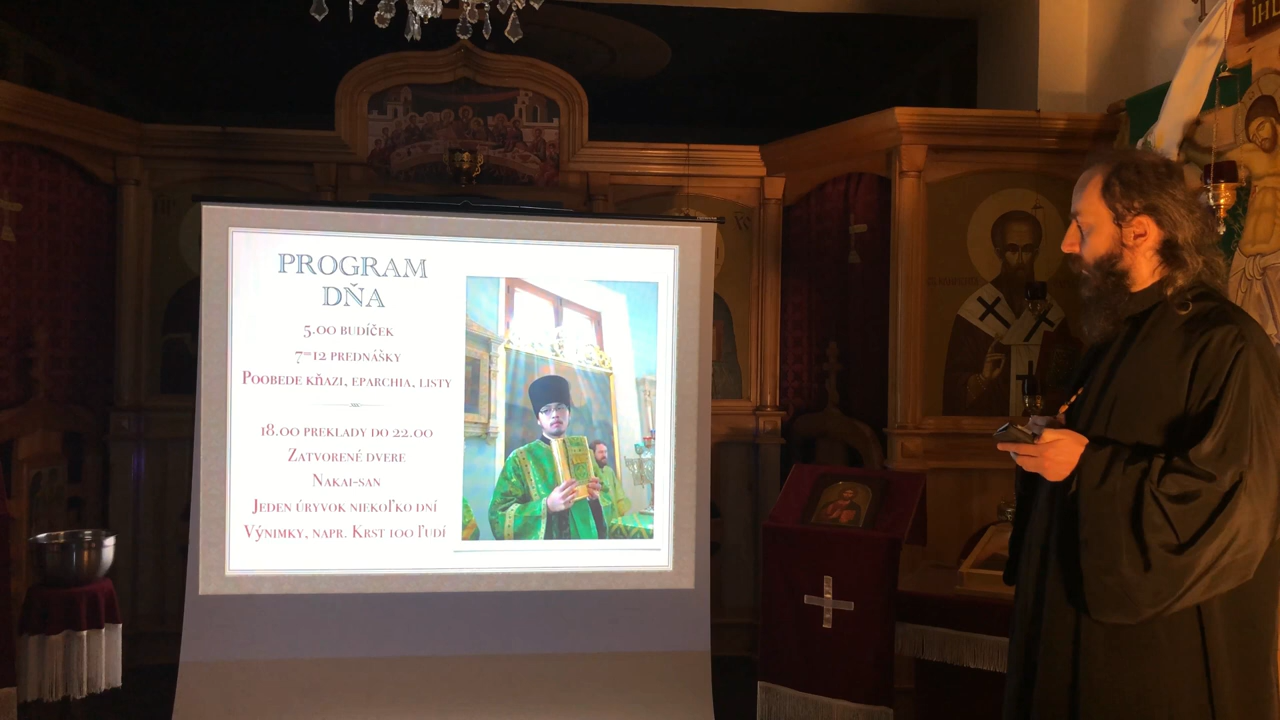 PROGRAM
DŇA
5.00 BUDÍČEK
7-12 PREDNÁŠKY
POOBEDE KŇAZI, EPARCHIA, LISTY
18.00 PREKLADY DO 22.00
ZATVORENÉ DVERE
NAKAI-SAN
JEDEN ÚRYVOK NIEKOĽKO DNÍ
VÝNIMKY, NAPR. KRST 100 ĽUDÍ